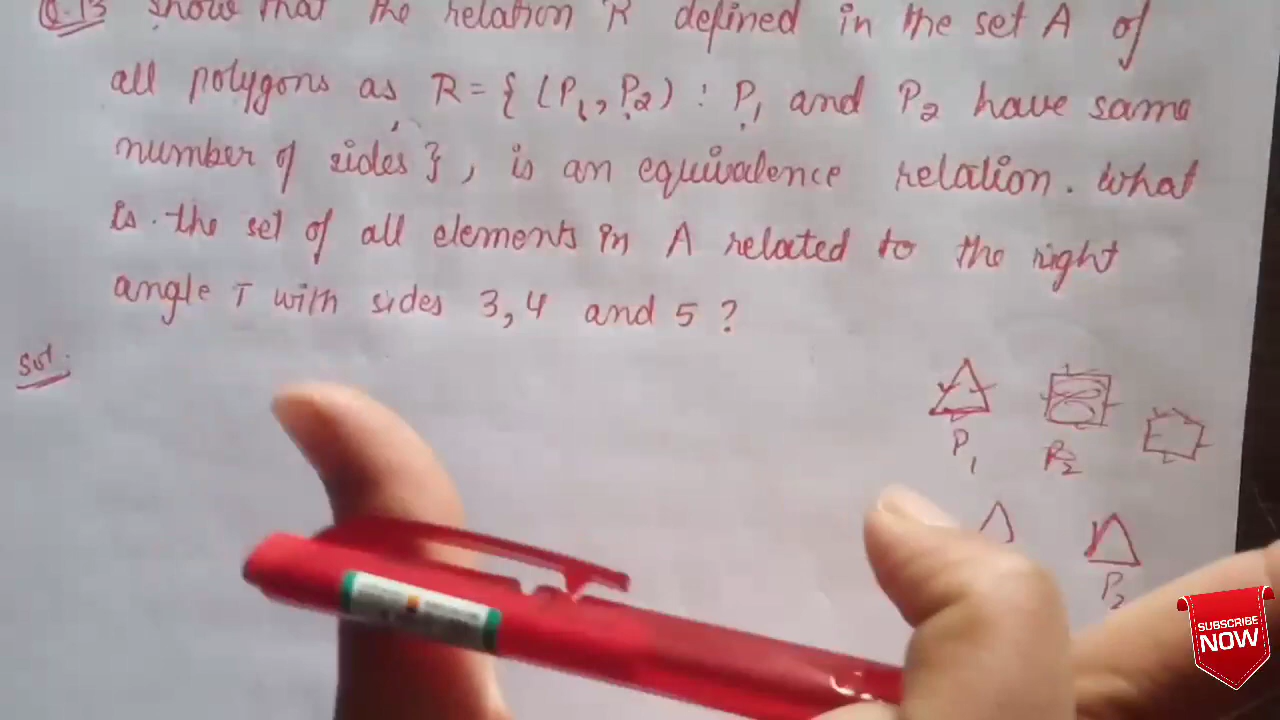 Q.13 Show that the relation R defined in the set A of
all polygons as R = { (P₁, P₂) : P₁ and P₂ have same
number of sides } , is an equivalence relation. What
is the set of all elements in A related to the right
angle T with sides 3, 4 and 5 ?
Sol.
P₁ P₂
P₂
SUBSCRIBE
NOW